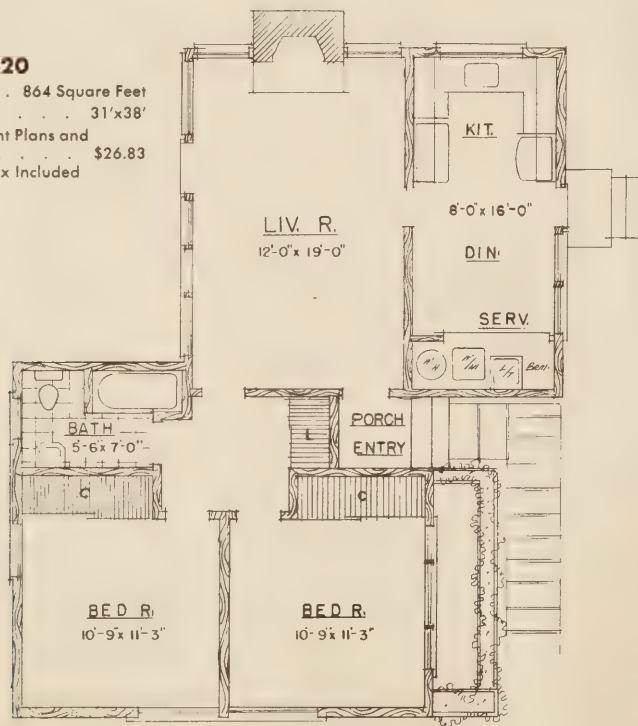 20
. 864 Square Feet
. . . 31'x38'
nt Plans and
. . . . $26.83
x Included
KIT.
LIV. R.
12'-0" x 19'-0"
8'-0" x 16'-0"
DIN.
SERV.
W/H W/M L/T BRM.
BATH
5'-6" x 7'-0"
L
PORCH
ENTRY
C
C
BED R.
10'-9" x 11'-3"
BED R.
10'-9" x 11'-3"